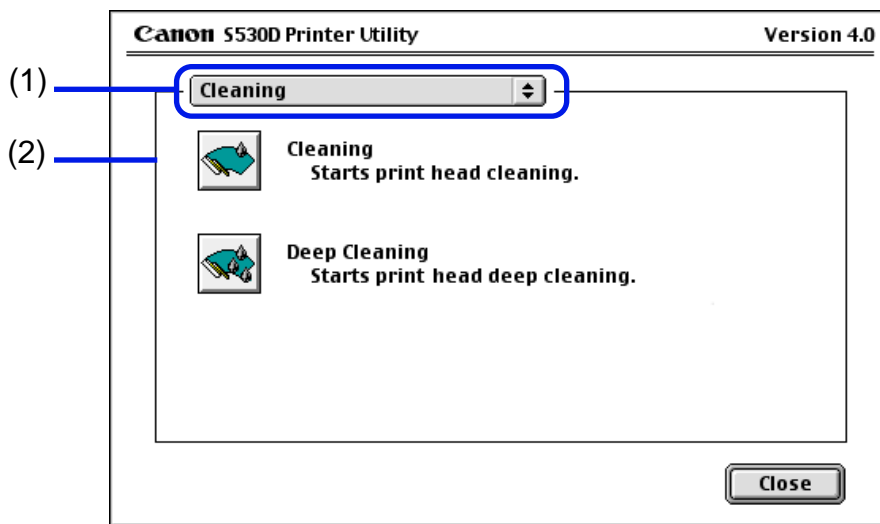 Canon S530D Printer Utility Version 4.0
(1) Cleaning
(2)
Cleaning
Starts print head cleaning.
Deep Cleaning
Starts print head deep cleaning.
Close